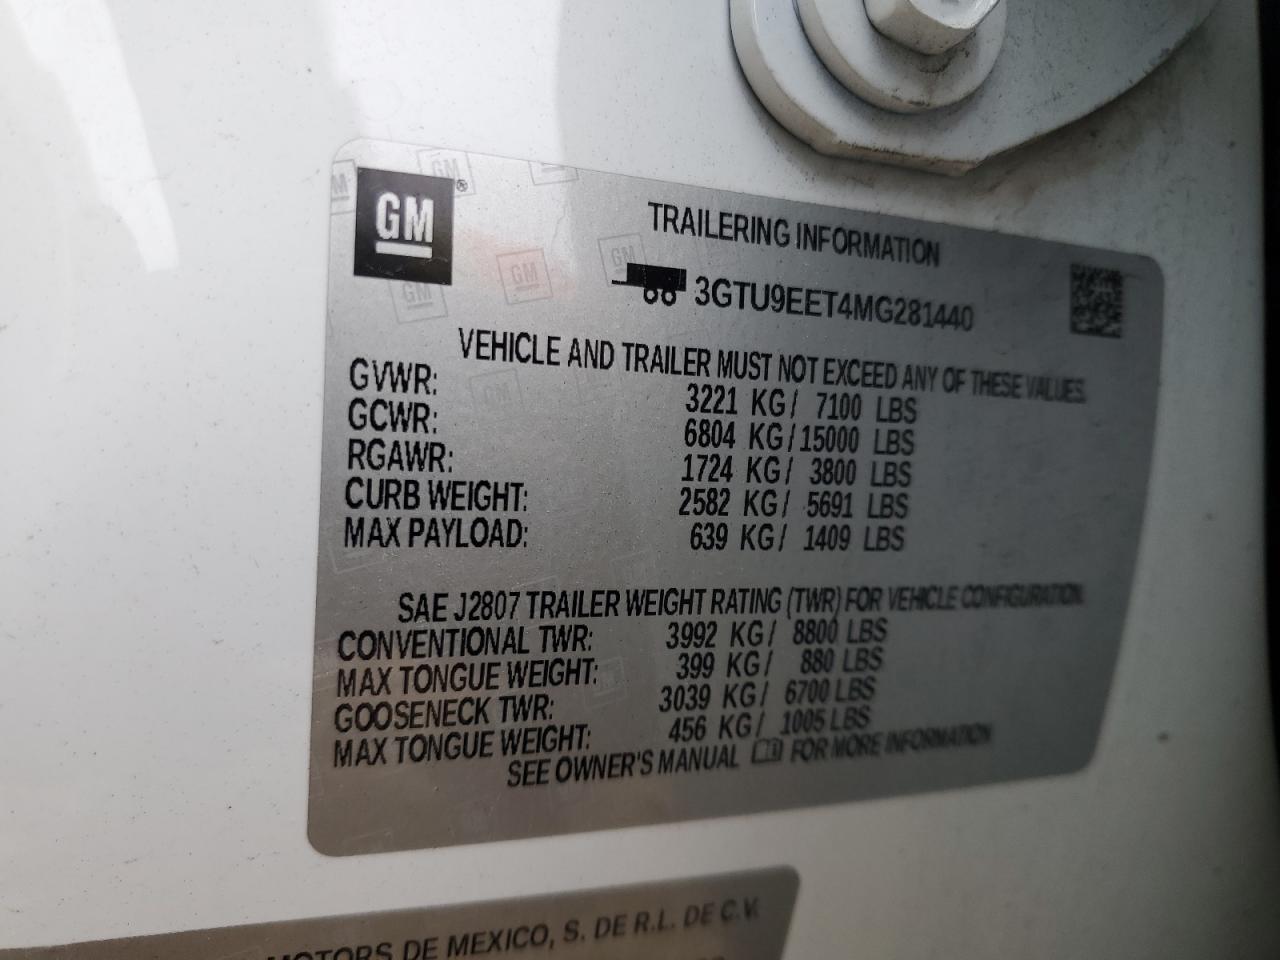 GM
®
TRAILERING INFORMATION
3GTU9EET4MG281440
VEHICLE AND TRAILER MUST NOT EXCEED ANY OF THESE VALUES.
GVWR: 3221 KG/ 7100 LBS
GCWR: 6804 KG/15000 LBS
RGAWR: 1724 KG/ 3800 LBS
CURB WEIGHT: 2582 KG/ 5691 LBS
MAX PAYLOAD: 639 KG/ 1409 LBS
SAE J2807 TRAILER WEIGHT RATING (TWR) FOR VEHICLE CONFIGURATION.
CONVENTIONAL TWR: 3992 KG/ 8800 LBS
MAX TONGUE WEIGHT: 399 KG/ 880 LBS
GOOSENECK TWR: 3039 KG/ 6700 LBS
MAX TONGUE WEIGHT: 456 KG/ 1005 LBS
SEE OWNER'S MANUAL FOR MORE INFORMATION
MOTORS DE MEXICO, S. DE R.L. DE C.V.